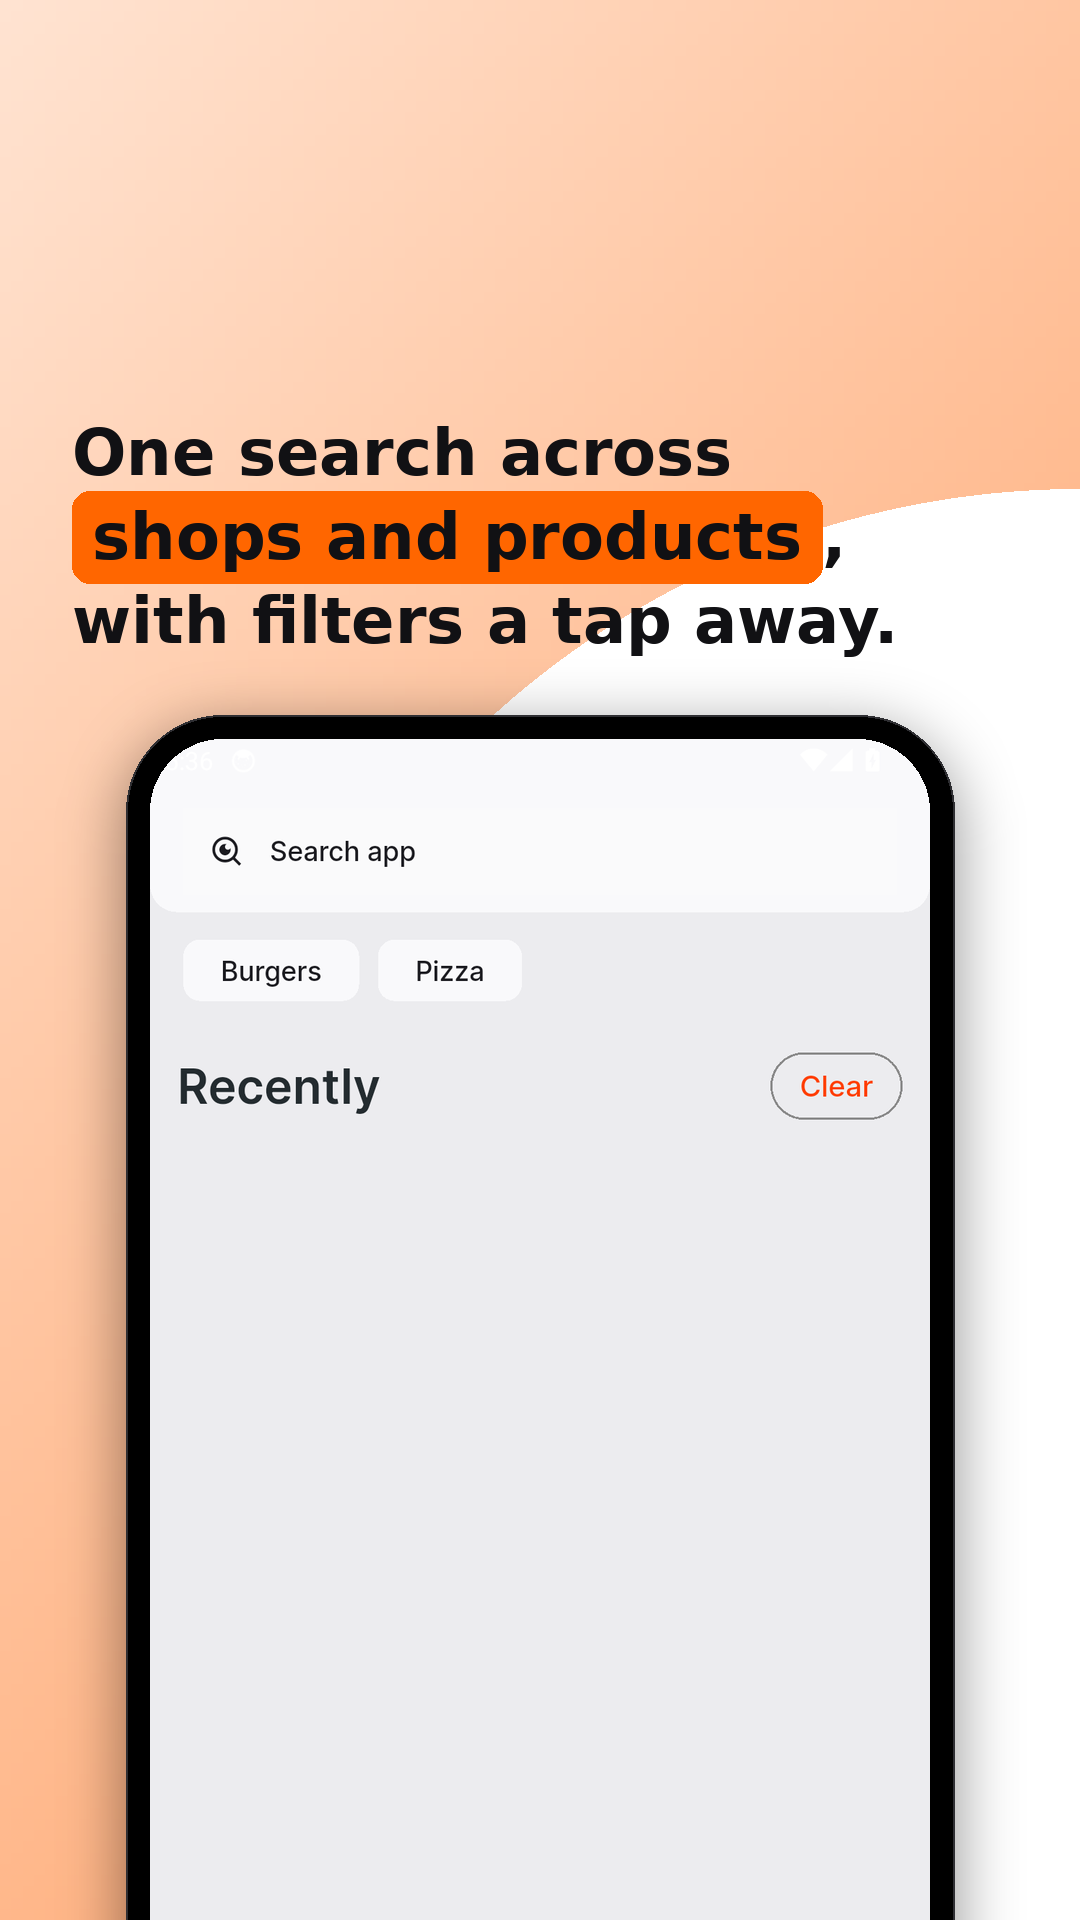 One search across
shops and products,
with filters a tap away.
Search app
Burgers
Pizza
Recently
Clear